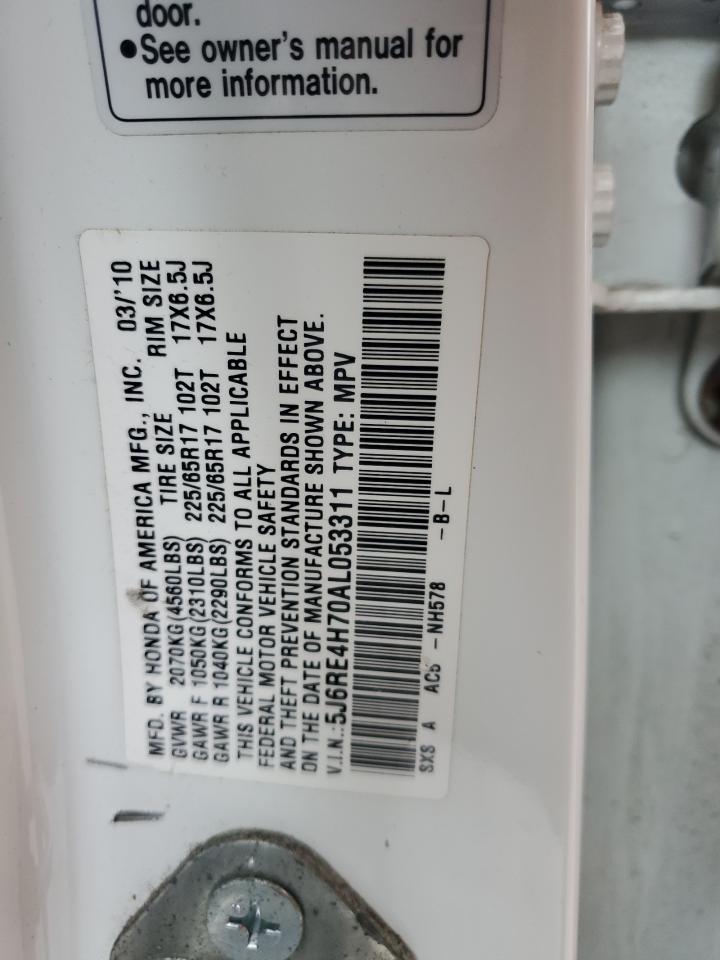 door.
●See owner's manual for
more information.
MFD. BY HONDA OF AMERICA MFG., INC. 03/'10
GVWR 2070KG(4560LBS) TIRE SIZE RIM SIZE
GAWR F 1050KG(2310LBS) 225/65R17 102T 17X6.5J
GAWR R 1040KG(2290LBS) 225/65R17 102T 17X6.5J
THIS VEHICLE CONFORMS TO ALL APPLICABLE
FEDERAL MOTOR VEHICLE SAFETY
AND THEFT PREVENTION STANDARDS IN EFFECT
ON THE DATE OF MANUFACTURE SHOWN ABOVE.
V.I.N.:5J6RE4H70AL053311 TYPE: MPV
SXS A AC5 -NH578 -B-L